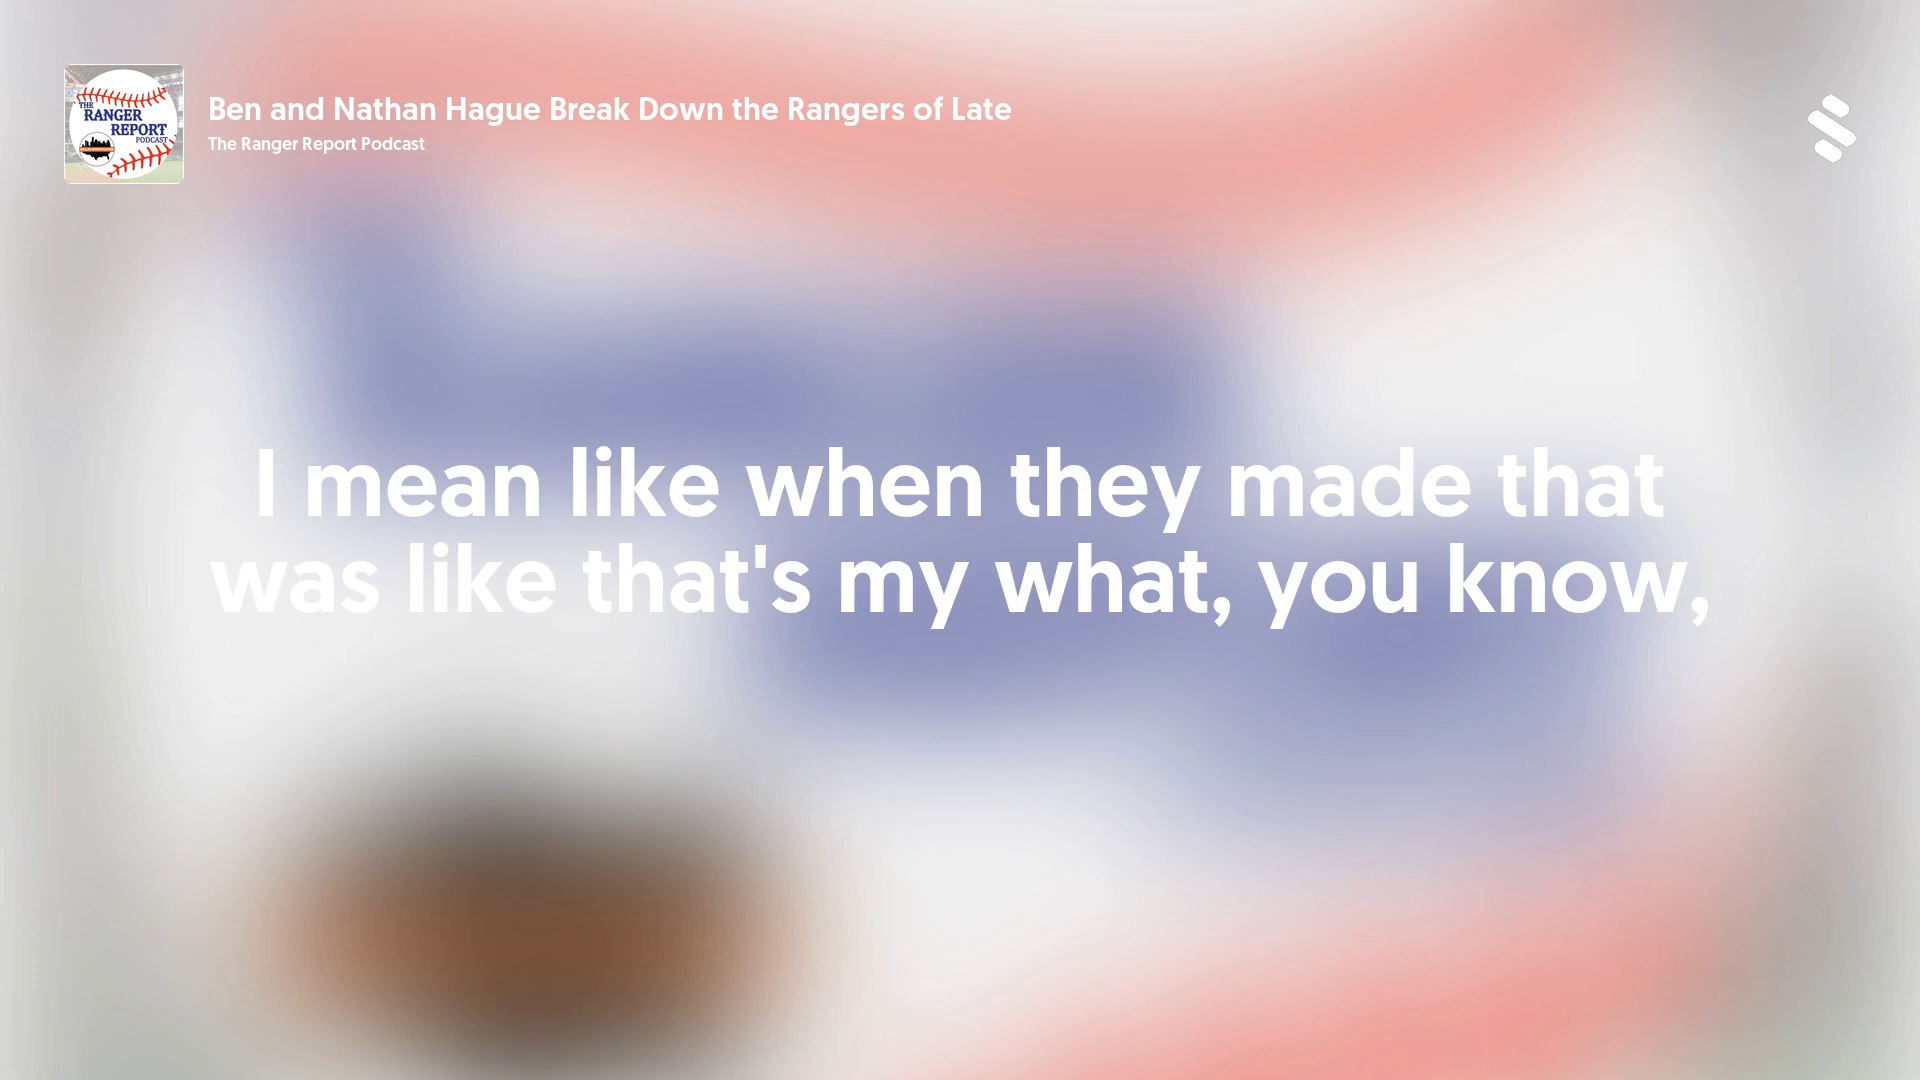 THE
RANGER
REPORT
PODCAST
Ben and Nathan Hague Break Down the Rangers of Late
The Ranger Report Podcast
I mean like when they made that
was like that's my what, you know,